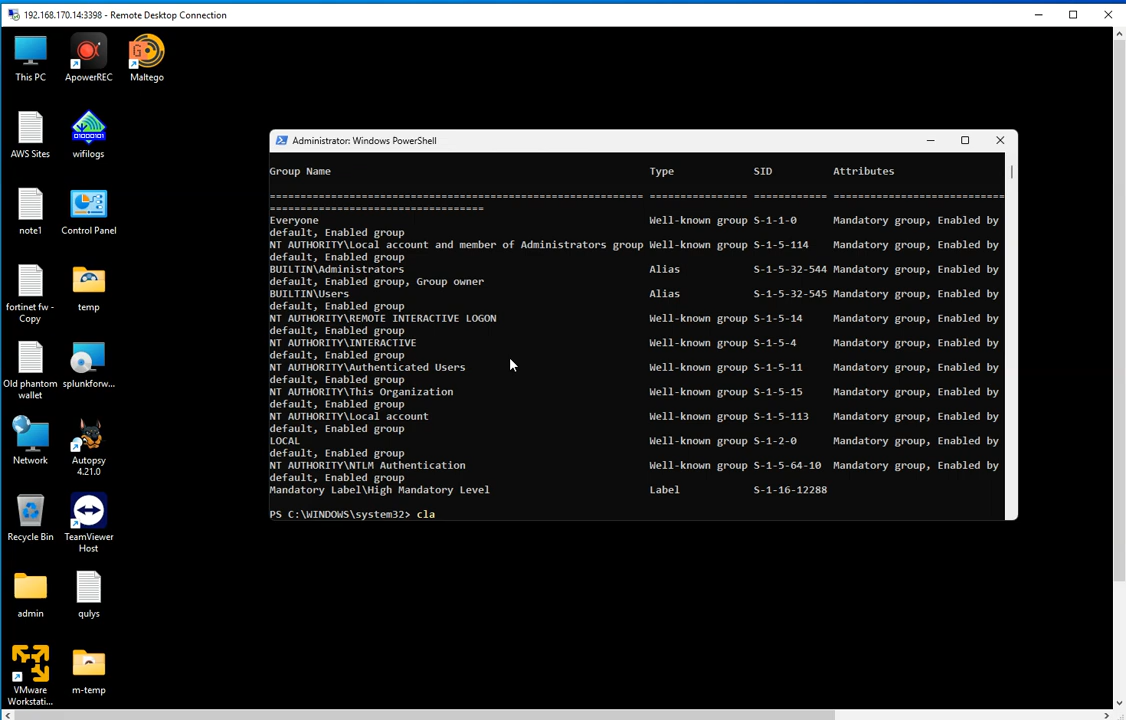 192.168.170.14:3398 - Remote Desktop Connection
This PC
ApowerREC
Maltego
AWS Sites
wifilogs
note1
Control Panel
fortinet fw -
Copy
temp
Old phantom
wallet
splunkforw...
Network
Autopsy
4.21.0
Recycle Bin
TeamViewer
Host
admin
qulys
VMware
Workstati...
m-temp
Administrator: Windows PowerShell
Group Name Type SID Attributes
============================================================= ================ ============ ============================
===================================
Everyone Well-known group S-1-1-0 Mandatory group, Enabled by
default, Enabled group
NT AUTHORITY\Local account and member of Administrators group Well-known group S-1-5-114 Mandatory group, Enabled by
default, Enabled group
BUILTIN\Administrators Alias S-1-5-32-544 Mandatory group, Enabled by
default, Enabled group, Group owner
BUILTIN\Users Alias S-1-5-32-545 Mandatory group, Enabled by
default, Enabled group
NT AUTHORITY\REMOTE INTERACTIVE LOGON Well-known group S-1-5-14 Mandatory group, Enabled by
default, Enabled group
NT AUTHORITY\INTERACTIVE Well-known group S-1-5-4 Mandatory group, Enabled by
default, Enabled group
NT AUTHORITY\Authenticated Users Well-known group S-1-5-11 Mandatory group, Enabled by
default, Enabled group
NT AUTHORITY\This Organization Well-known group S-1-5-15 Mandatory group, Enabled by
default, Enabled group
NT AUTHORITY\Local account Well-known group S-1-5-113 Mandatory group, Enabled by
default, Enabled group
LOCAL Well-known group S-1-2-0 Mandatory group, Enabled by
default, Enabled group
NT AUTHORITY\NTLM Authentication Well-known group S-1-5-64-10 Mandatory group, Enabled by
default, Enabled group
Mandatory Label\High Mandatory Level Label S-1-16-12288
PS C:\WINDOWS\system32> cla